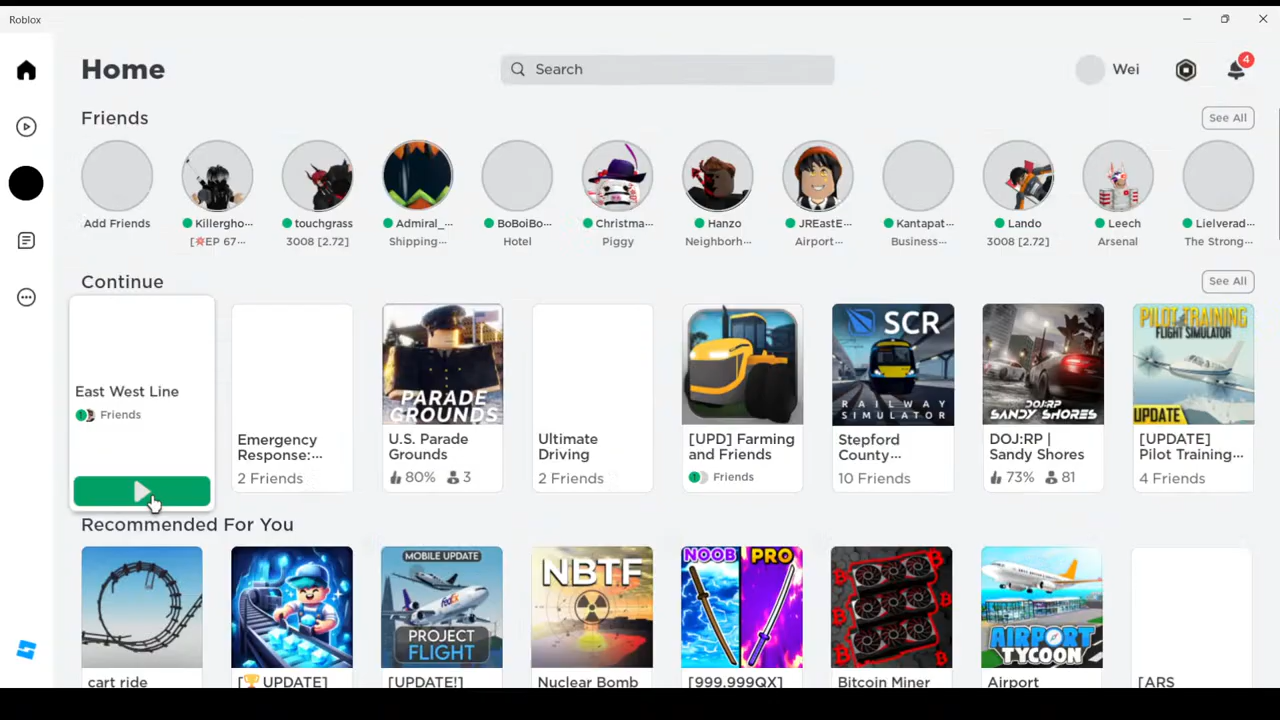 Roblox
Home
Search
Wei
4
Friends
See All
Add Friends
Killergho...
touchgrass
Admiral_...
BoBoiBo...
Christma...
Hanzo
JREastE...
Kantapat...
Lando
Leech
Lielverad...
EP 67...
3008 [2.72]
Shipping...
Hotel
Piggy
Neighborh...
Airport...
Business...
3008 [2.72]
Arsenal
The Strong...
Continue
See All
East West Line
Friends
Emergency
Response:...
2 Friends
PARADE
GROUNDS
U.S. Parade
Grounds
80% 3
Ultimate
Driving
2 Friends
[UPD] Farming
and Friends
Friends
SCR
RAILWAY
SIMULATOR
Stepford
County...
10 Friends
DOJ:RP
SANDY SHORES
DOJ:RP |
Sandy Shores
73% 81
PILOT TRAINING
FLIGHT SIMULATOR
UPDATE
[UPDATE]
Pilot Training...
4 Friends
Recommended For You
cart ride
[🏆UPDATE]
MOBILE UPDATE
FedEx
PROJECT
FLIGHT
[UPDATE!]
NBTF
Nuclear Bomb
NOOB PRO
[999.999QX]
Bitcoin Miner
AIRPORT
TYCOON
Airport
[ARS